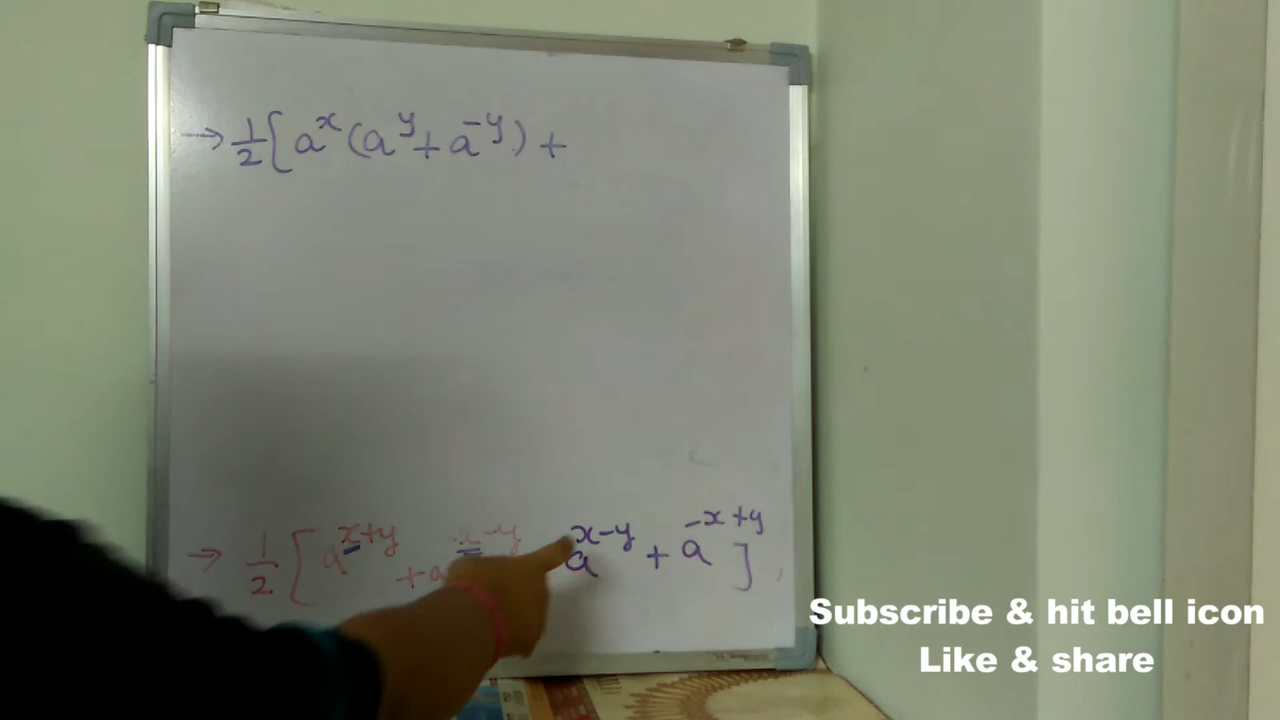 → 1/2 [ a^x (a^y + a^-y) +
→ 1/2 [ a^x+y + a^x-y a^x-y + a^-x+y ]
Subscribe & hit bell icon
Like & share